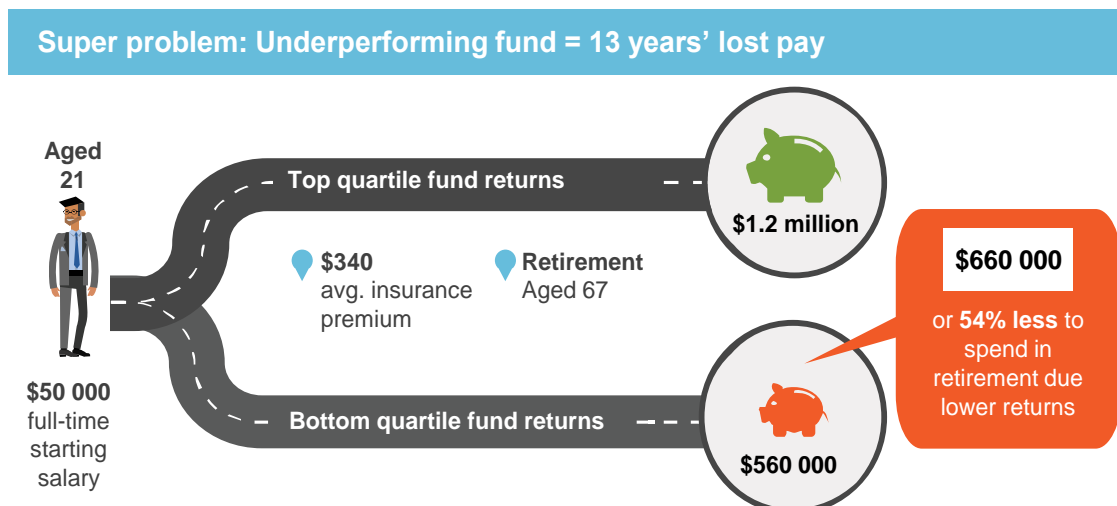 Super problem: Underperforming fund = 13 years’ lost pay
Aged
21
$50 000
full-time
starting
salary
Top quartile fund returns
$1.2 million
$340
avg. insurance
premium
Retirement
Aged 67
Bottom quartile fund returns
$560 000
$660 000
or 54% less to
spend in
retirement due
lower returns